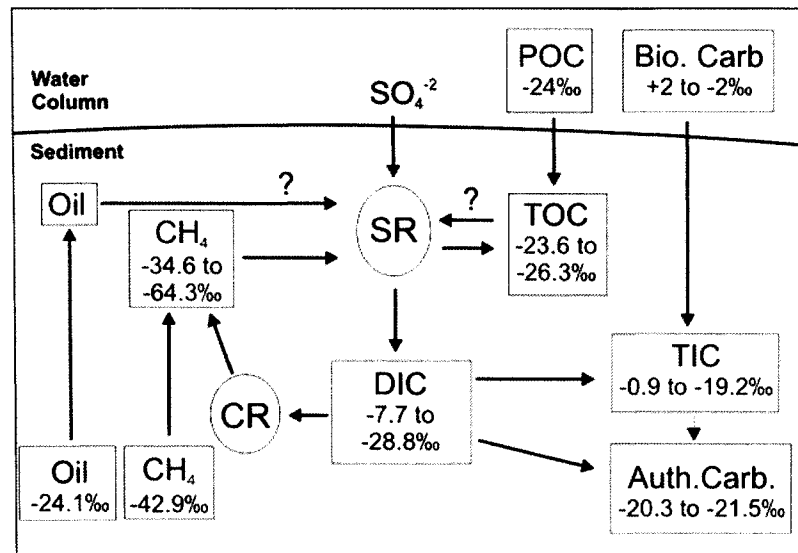 POC
-24‰
Bio. Carb
+2 to -2‰
Water
Column
SO₄⁻²
Sediment
?
Oil
CH₄
-34.6 to
-64.3‰
SR
?
TOC
-23.6 to
-26.3‰
DIC
-7.7 to
-28.8‰
TIC
-0.9 to -19.2‰
CR
Oil
-24.1‰
CH₄
-42.9‰
Auth.Carb.
-20.3 to -21.5‰